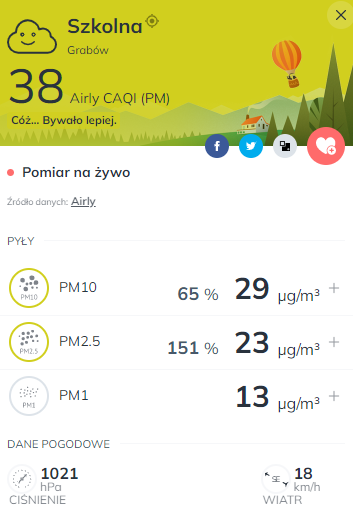 Szkolna
Grabów
38 Airly CAQI (PM)
Cóż... Bywało lepiej.
Pomiar na żywo
Źródło danych: Airly
PYŁY
PM10 PM10 65 % 29 µg/m³
PM2.5 PM2.5 151 % 23 µg/m³
PM1 PM1 13 µg/m³
DANE POGODOWE
1021 hPa
CIŚNIENIE
SE 18 km/h
WIATR